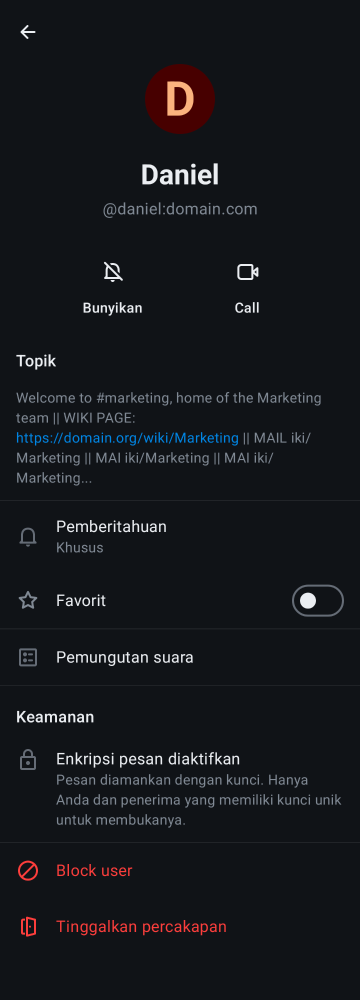 D
Daniel
@daniel:domain.com
Bunyikan
Call
Topik
Welcome to #marketing, home of the Marketing
team || WIKI PAGE:
https://domain.org/wiki/Marketing || MAIL iki/
Marketing || MAI iki/Marketing || MAI iki/
Marketing...
Pemberitahuan
Khusus
Favorit
Pemungutan suara
Keamanan
Enkripsi pesan diaktifkan
Pesan diamankan dengan kunci. Hanya
Anda dan penerima yang memiliki kunci unik
untuk membukanya.
Block user
Tinggalkan percakapan